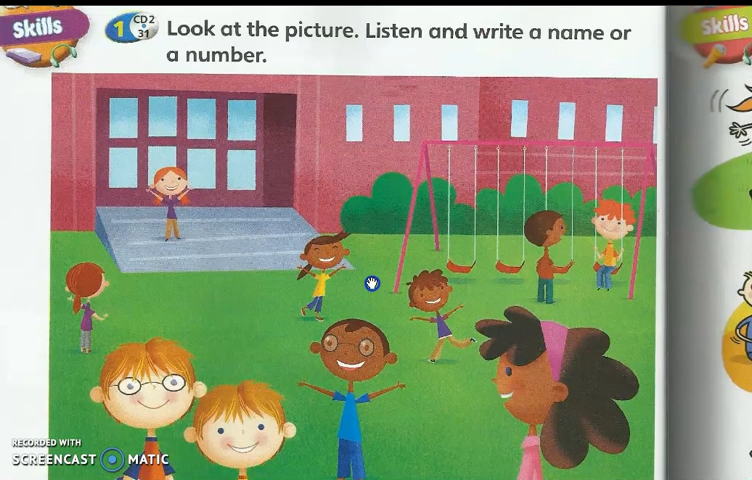 Skills
1 CD2 31 Look at the picture. Listen and write a name or
a number.
Skills
RECORDED WITH
SCREENCAST MATIC